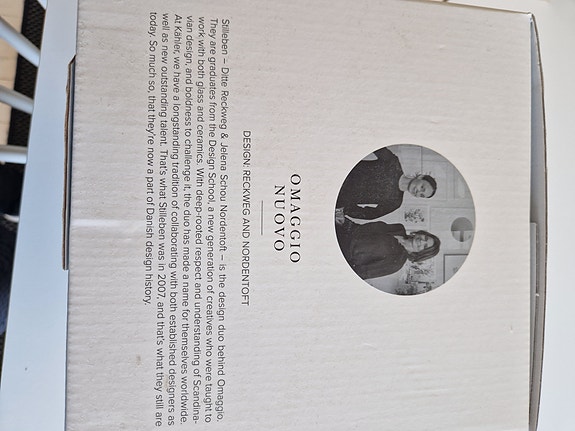 OMAGGIO
NUOVO
DESIGN: RECKWEG AND NORDENTOFT
Stilleben – Ditte Reckweg & Jelena Schou Nordentoft – is the design duo behind Omaggio.
They are graduates from the Design School, a new generation of creatives who were taught to
work with both glass and ceramics. With deep-rooted respect and understanding of Scandina-
vian design, and boldness to challenge it, the duo has made a name for themselves worldwide.
At Kähler, we have a longstanding tradition of collaborating with both established designers as
well as new outstanding talent. That's what Stilleben was in 2007, and that's what they still are
today. So much so, that they're now a part of Danish design history.